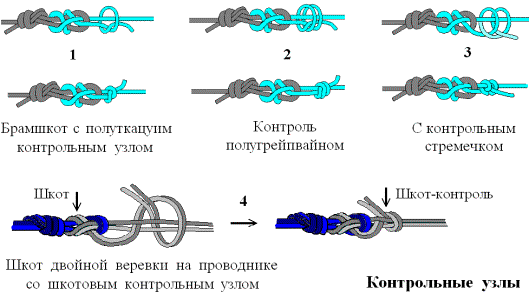 1
2
3
Брамшкот с полуткацуим
контрольным узлом
Контроль
полугрейпвайном
С контрольным
стремечком
Шкот
4
Шкот-контроль
Шкот двойной веревки на проводнике
со шкотовым контрольным узлом
Контрольные узлы